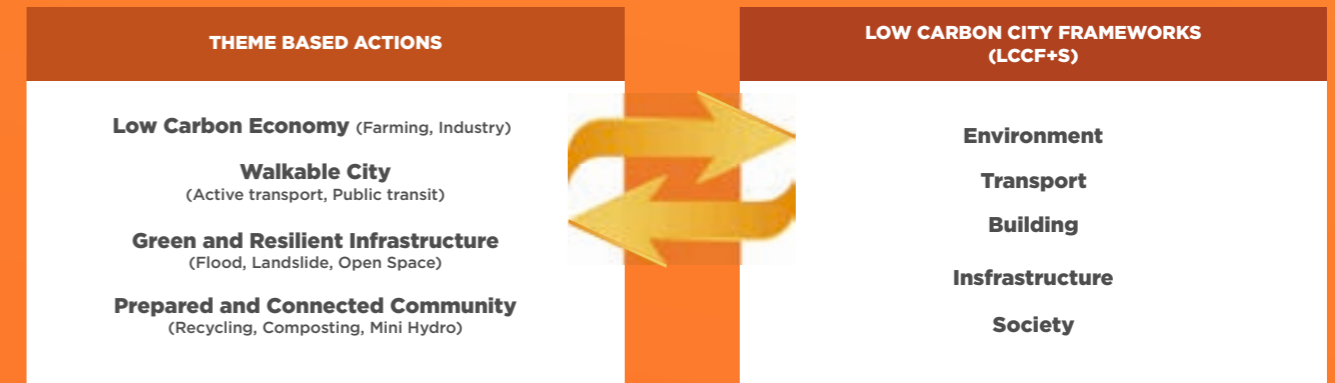 THEME BASED ACTIONS
Low Carbon Economy (Farming, Industry)
Walkable City
(Active transport, Public transit)
Green and Resilient Infrastructure
(Flood, Landslide, Open Space)
Prepared and Connected Community
(Recycling, Composting, Mini Hydro)
LOW CARBON CITY FRAMEWORKS
(LCCF+S)
Environment
Transport
Building
Insfrastructure
Society